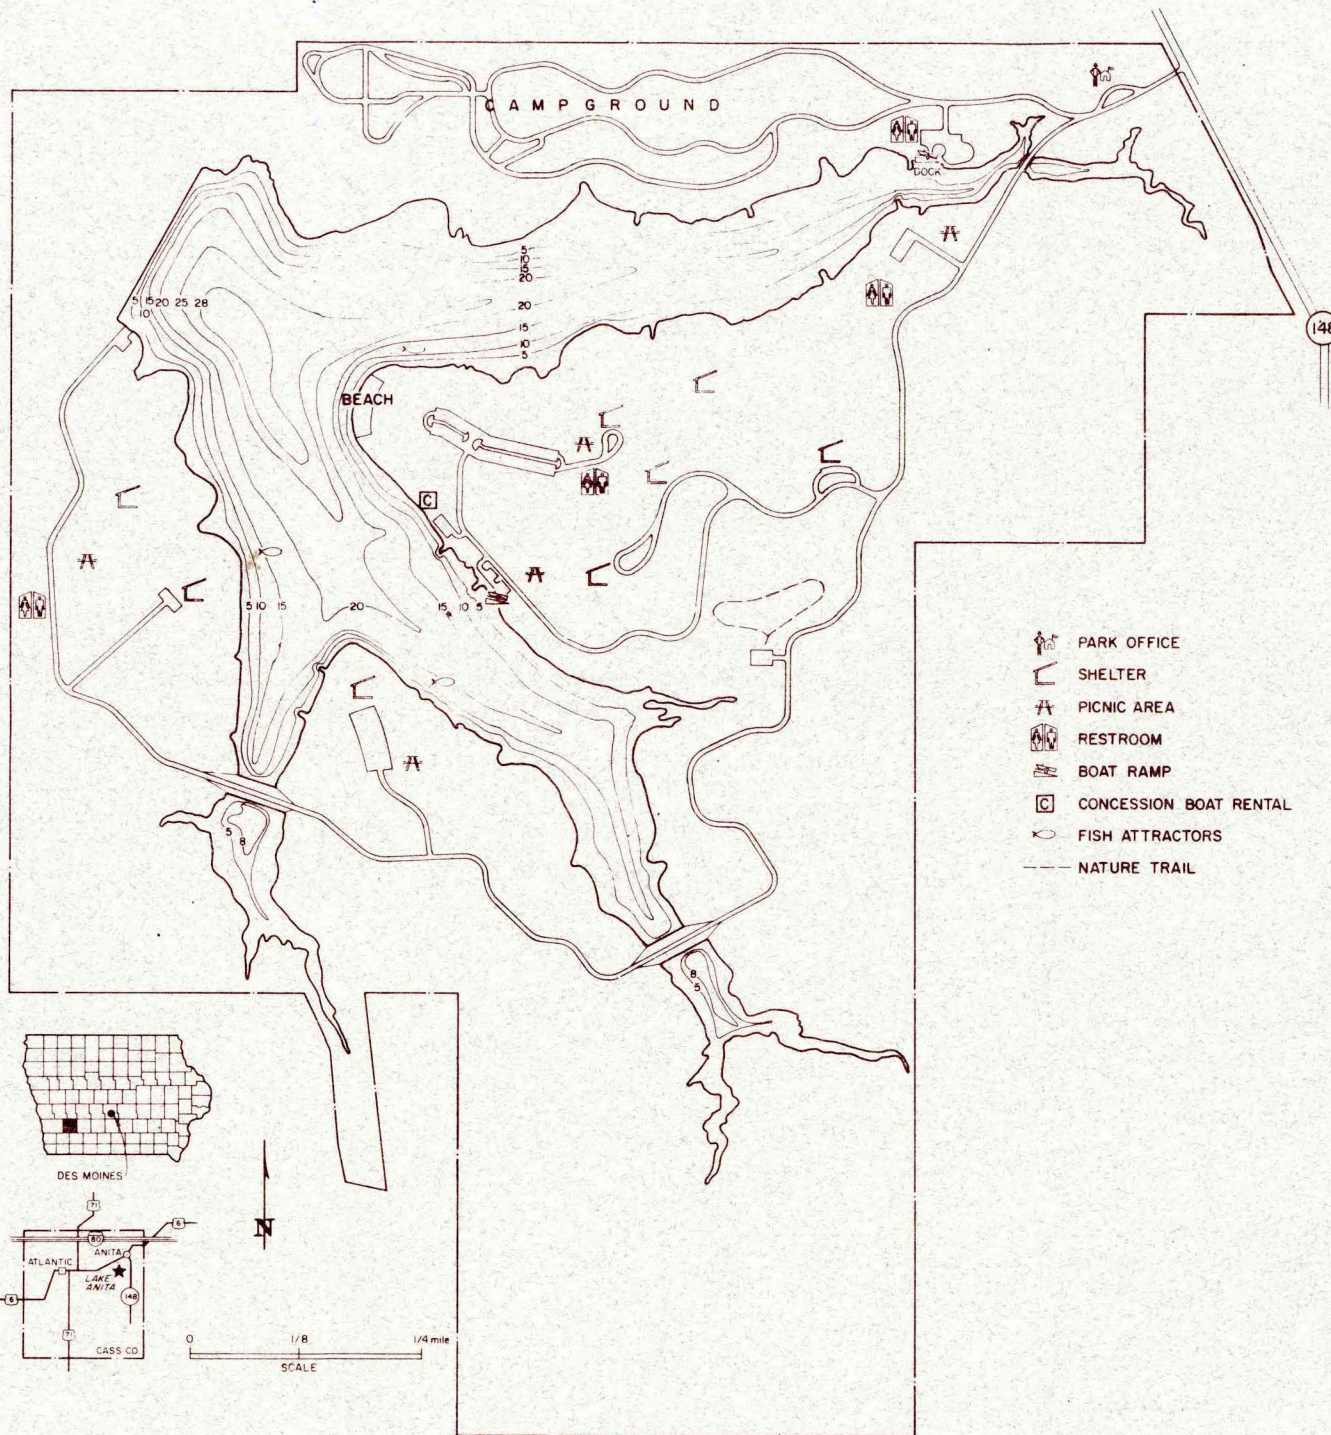 CAMPGROUND
DOCK
148
5
10
15
20
20
15
10
5
5 15 20 25 28
10
BEACH
C
5 10 15 20 15 10 5
5
8
8
5
PARK OFFICE
SHELTER
PICNIC AREA
RESTROOM
BOAT RAMP
C CONCESSION BOAT RENTAL
FISH ATTRACTORS
NATURE TRAIL
DES MOINES
71
6
80
ANITA
ATLANTIC
LAKE
ANITA
6
148
71
CASS CO.
N
0 1/8 1/4 mile
SCALE